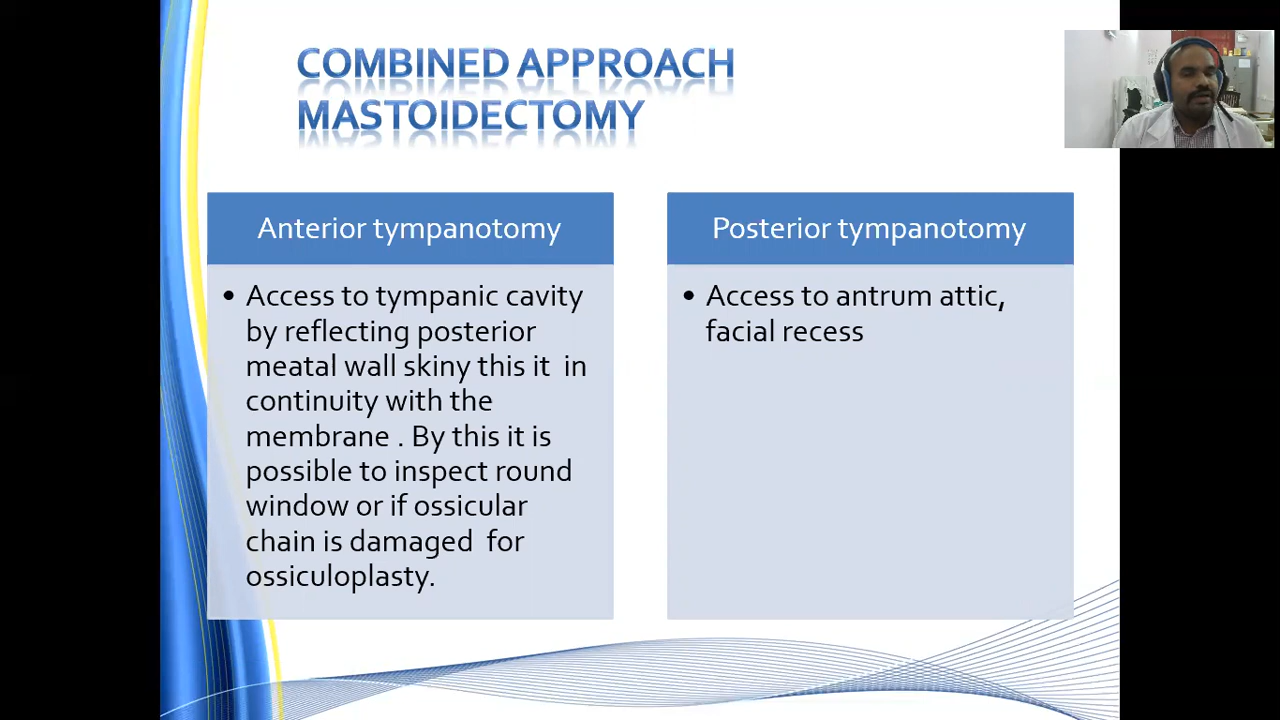 COMBINED APPROACH
MASTOIDECTOMY
Anterior tympanotomy
• Access to tympanic cavity
by reflecting posterior
meatal wall skiny this it in
continuity with the
membrane . By this it is
possible to inspect round
window or if ossicular
chain is damaged for
ossiculoplasty.
Posterior tympanotomy
• Access to antrum attic,
facial recess